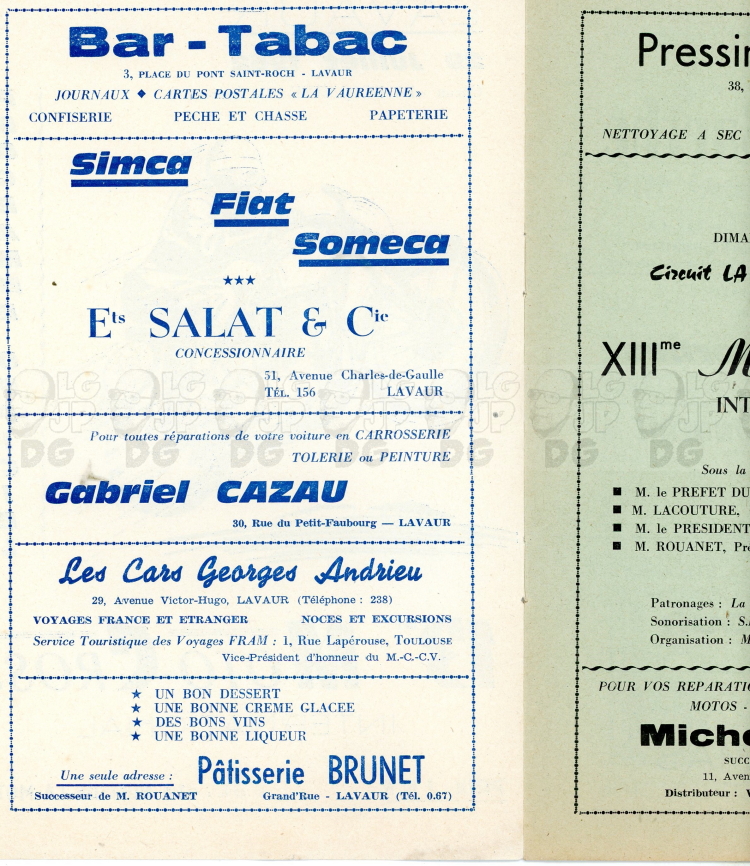 Bar - Tabac
3, PLACE DU PONT SAINT-ROCH - LAVAUR
JOURNAUX ◆ CARTES POSTALES « LA VAUREENNE »
CONFISERIE PECHE ET CHASSE PAPETERIE
Simca
Fiat
Someca
★★★
Ets SALAT & Cie
CONCESSIONNAIRE
51, Avenue Charles-de-Gaulle
TÉL. 156 LAVAUR
Pour toutes réparations de votre voiture en CARROSSERIE
TOLERIE ou PEINTURE
Gabriel CAZAU
30, Rue du Petit-Faubourg — LAVAUR
Les Cars Georges Andrieu
29, Avenue Victor-Hugo, LAVAUR (Téléphone : 238)
VOYAGES FRANCE ET ETRANGER NOCES ET EXCURSIONS
Service Touristique des Voyages FRAM : 1, Rue Lapérouse, TOULOUSE
Vice-Président d'honneur du M.-C.-C.V.
★ UN BON DESSERT
★ UNE BONNE CREME GLACEE
★ DES BONS VINS
★ UNE BONNE LIQUEUR
Une seule adresse : Pâtisserie BRUNET
Successeur de M. ROUANET Grand'Rue - LAVAUR (Tél. 0.67)
Pressin
38,
NETTOYAGE A SEC
DIMA
Circuit LA
XIIIme M
INT
Sous la
■ M. le PREFET DU
■ M. LACOUTURE,
■ M. le PRESIDENT
■ M. ROUANET, Pre
Patronages : La
Sonorisation : S.
Organisation : M
POUR VOS REPARATIO
MOTOS -
Miche
SUCC
11, Aven
Distributeur : V
LG JP DG